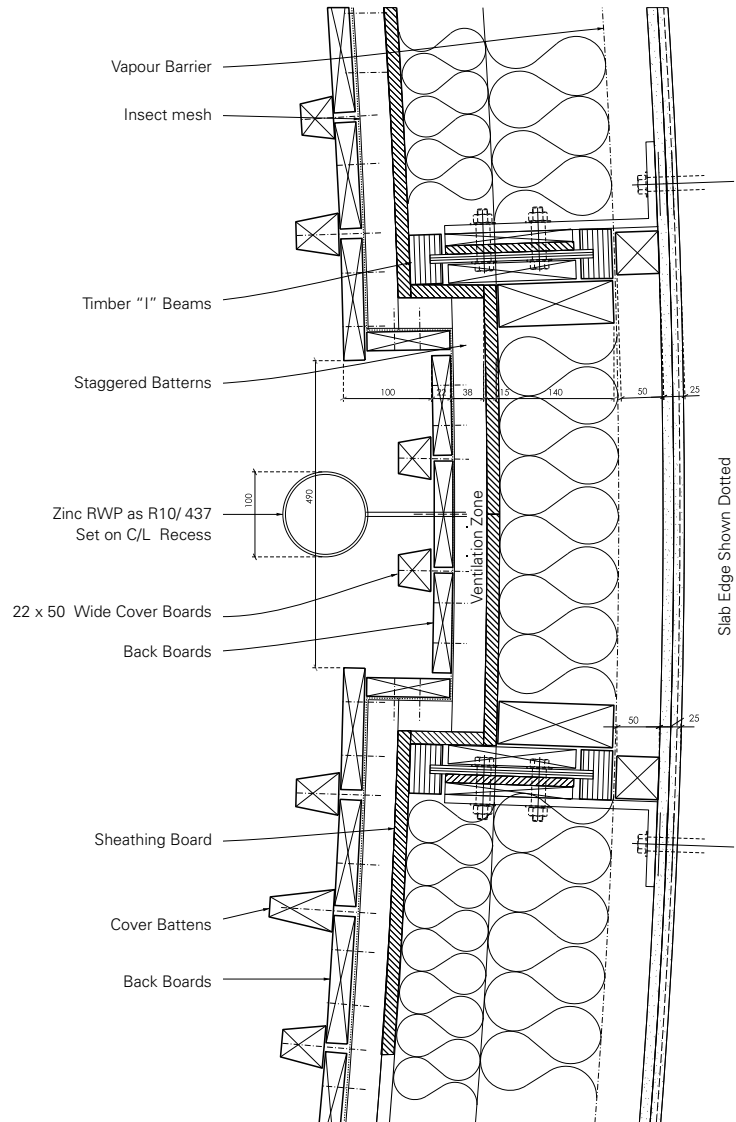 Vapour Barrier
Insect mesh
Timber “I” Beams
Staggered Battens
100
22
38
15
140
50
25
Zinc RWP as R10/ 437
Set on C/L Recess
100
490
Ventilation Zone
Slab Edge Shown Dotted
22 x 50 Wide Cover Boards
Back Boards
50
25
Sheathing Board
Cover Battens
Back Boards